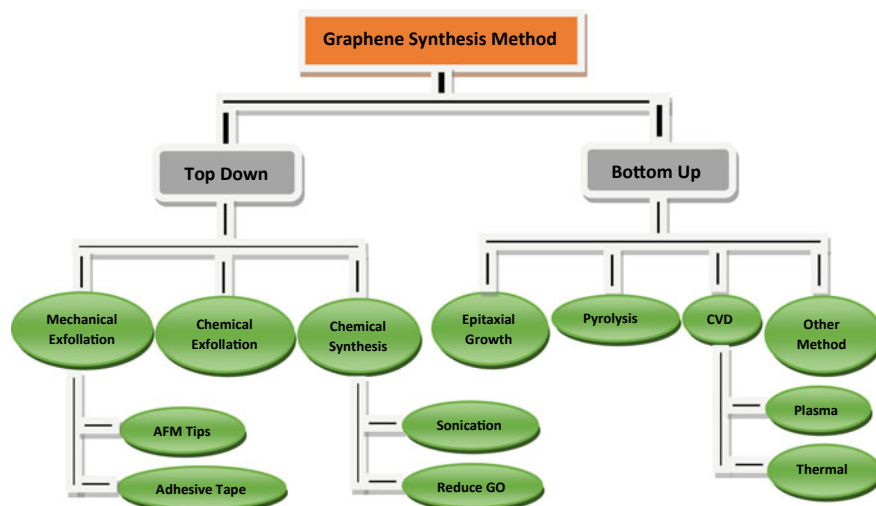 Graphene Synthesis Method
Top Down
Bottom Up
Mechanical
Exfollation
Chemical
Exfollation
Chemical
Synthesis
Epitaxial
Growth
Pyrolysis
CVD
Other
Method
AFM Tips
Sonication
Plasma
Adhesive Tape
Reduce GO
Thermal